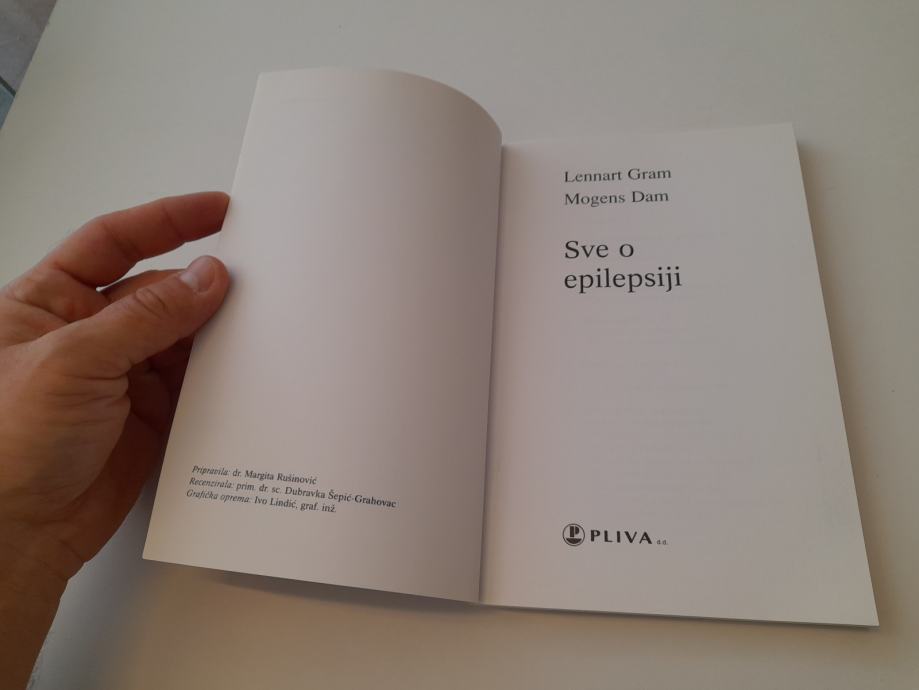 Pripravila: dr. Margita Rušinović
Recenzirala: prim. dr. sc. Dubravka Šepić-Grahovac
Grafička oprema: Ivo Lindić, graf. inž.
Lennart Gram
Mogens Dam
Sve o
epilepsiji
PLIVA d.d.